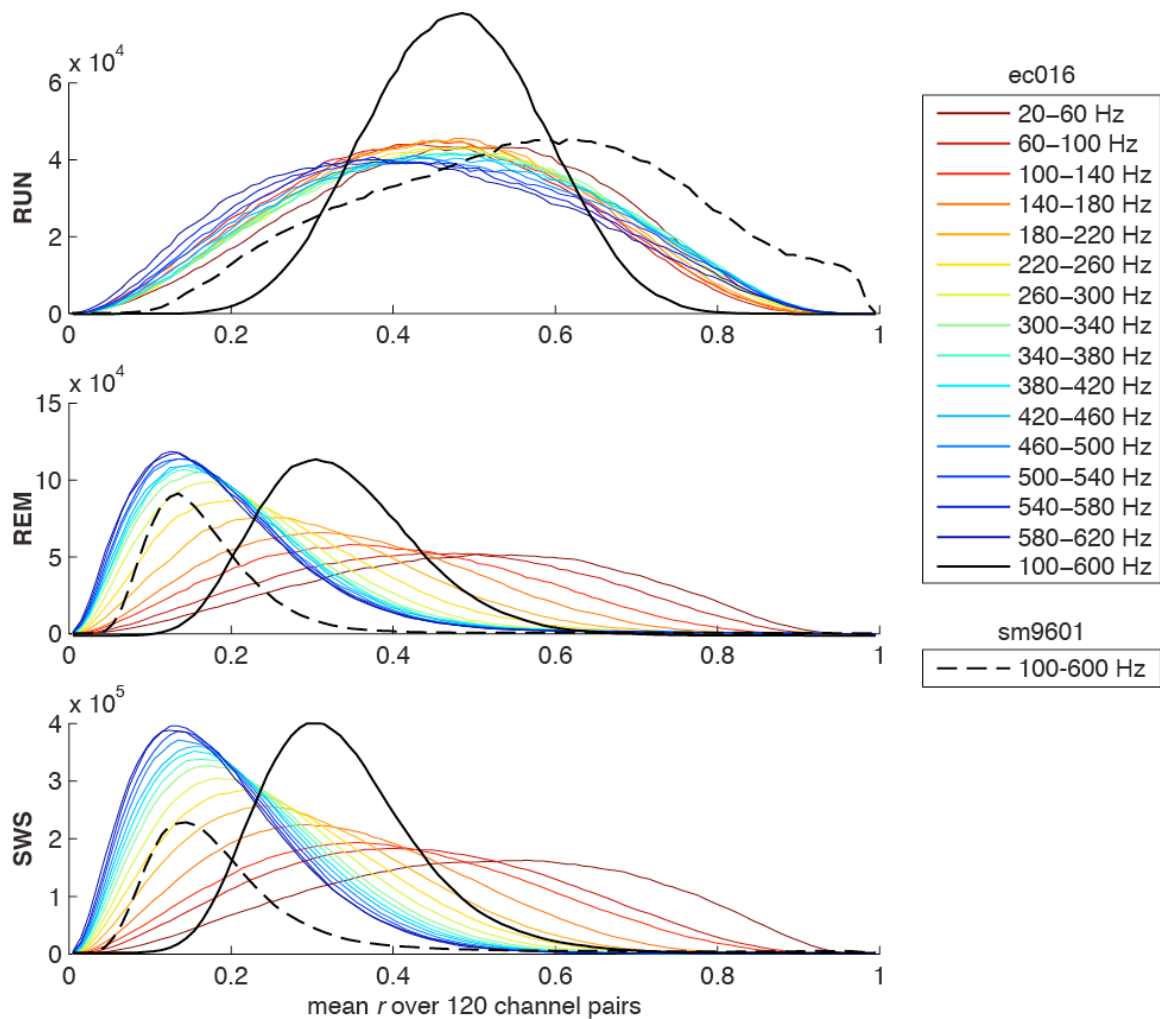 x 10^4
6
4
2
0
RUN
0 0.2 0.4 0.6 0.8 1
x 10^4
15
10
5
0
REM
0 0.2 0.4 0.6 0.8 1
x 10^5
4
3
2
1
0
SWS
0 0.2 0.4 0.6 0.8 1
mean r over 120 channel pairs
ec016
20–60 Hz
60–100 Hz
100–140 Hz
140–180 Hz
180–220 Hz
220–260 Hz
260–300 Hz
300–340 Hz
340–380 Hz
380–420 Hz
420–460 Hz
460–500 Hz
500–540 Hz
540–580 Hz
580–620 Hz
100–600 Hz
sm9601
100-600 Hz